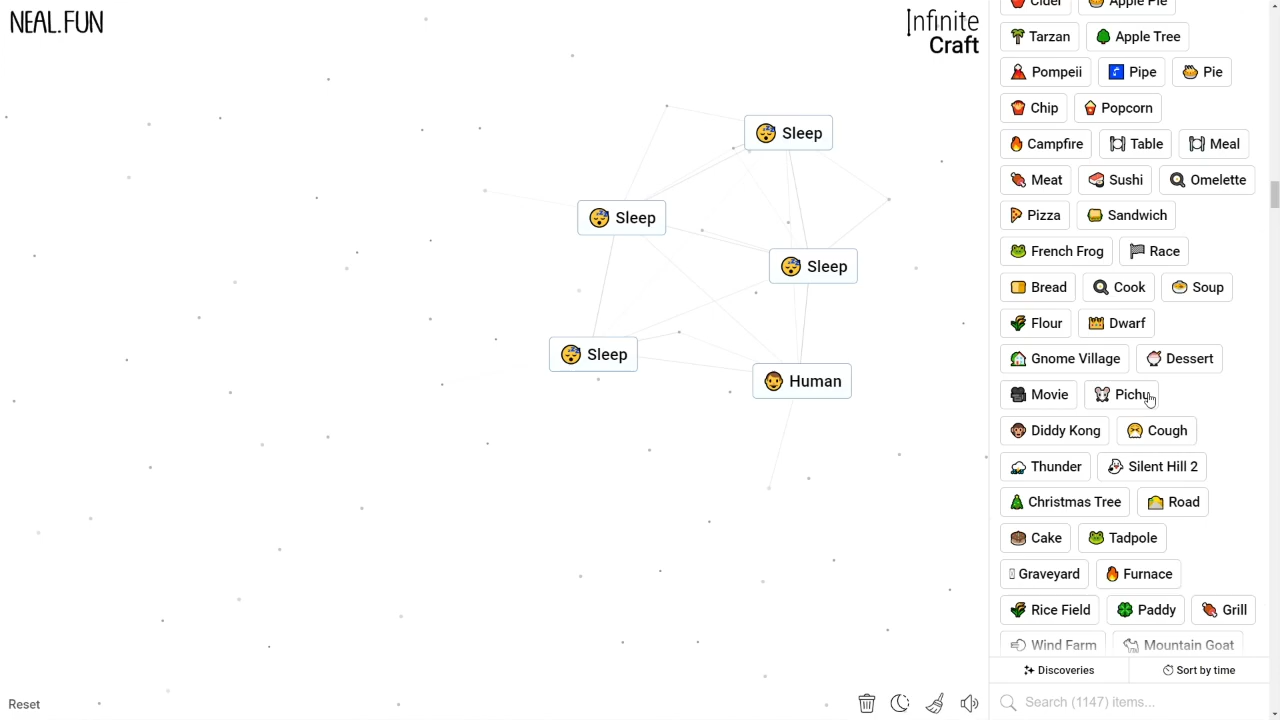 NEAL.FUN
Infinite
Craft
Sleep
Sleep
Sleep
Sleep
Human
Reset
Cider Apple Pie
Tarzan Apple Tree
Pompeii Pipe Pie
Chip Popcorn
Campfire Table Meal
Meat Sushi Omelette
Pizza Sandwich
French Frog Race
Bread Cook Soup
Flour Dwarf
Gnome Village Dessert
Movie Pichu
Diddy Kong Cough
Thunder Silent Hill 2
Christmas Tree Road
Cake Tadpole
Graveyard Furnace
Rice Field Paddy Grill
Wind Farm Mountain Goat
Discoveries Sort by time
Search (1147) items...